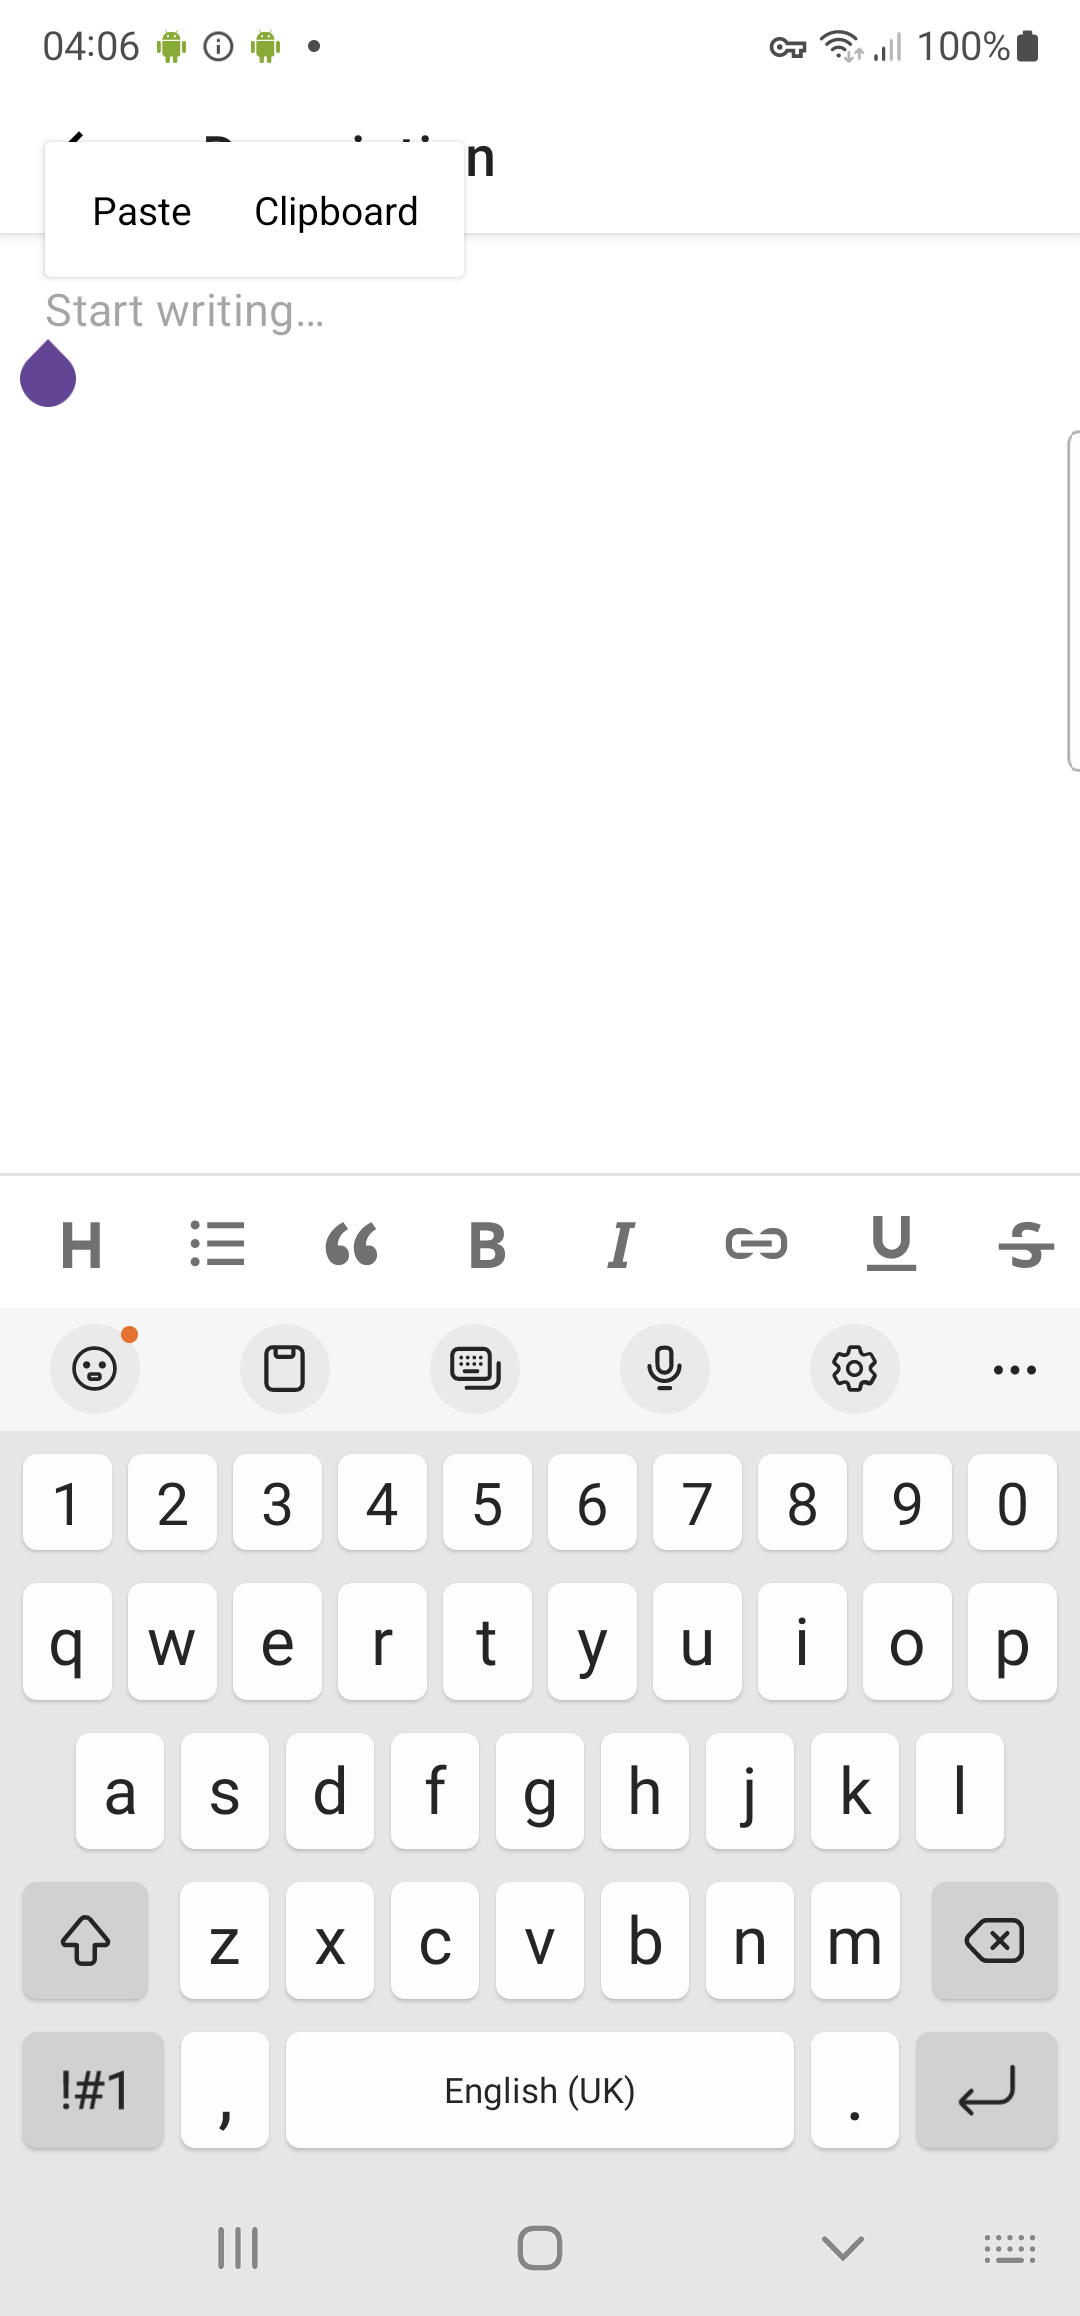 04:06 100%
Description
Paste Clipboard
Start writing...
H B I U S
1 2 3 4 5 6 7 8 9 0
q w e r t y u i o p
a s d f g h j k l
z x c v b n m
!#1 , English (UK) .